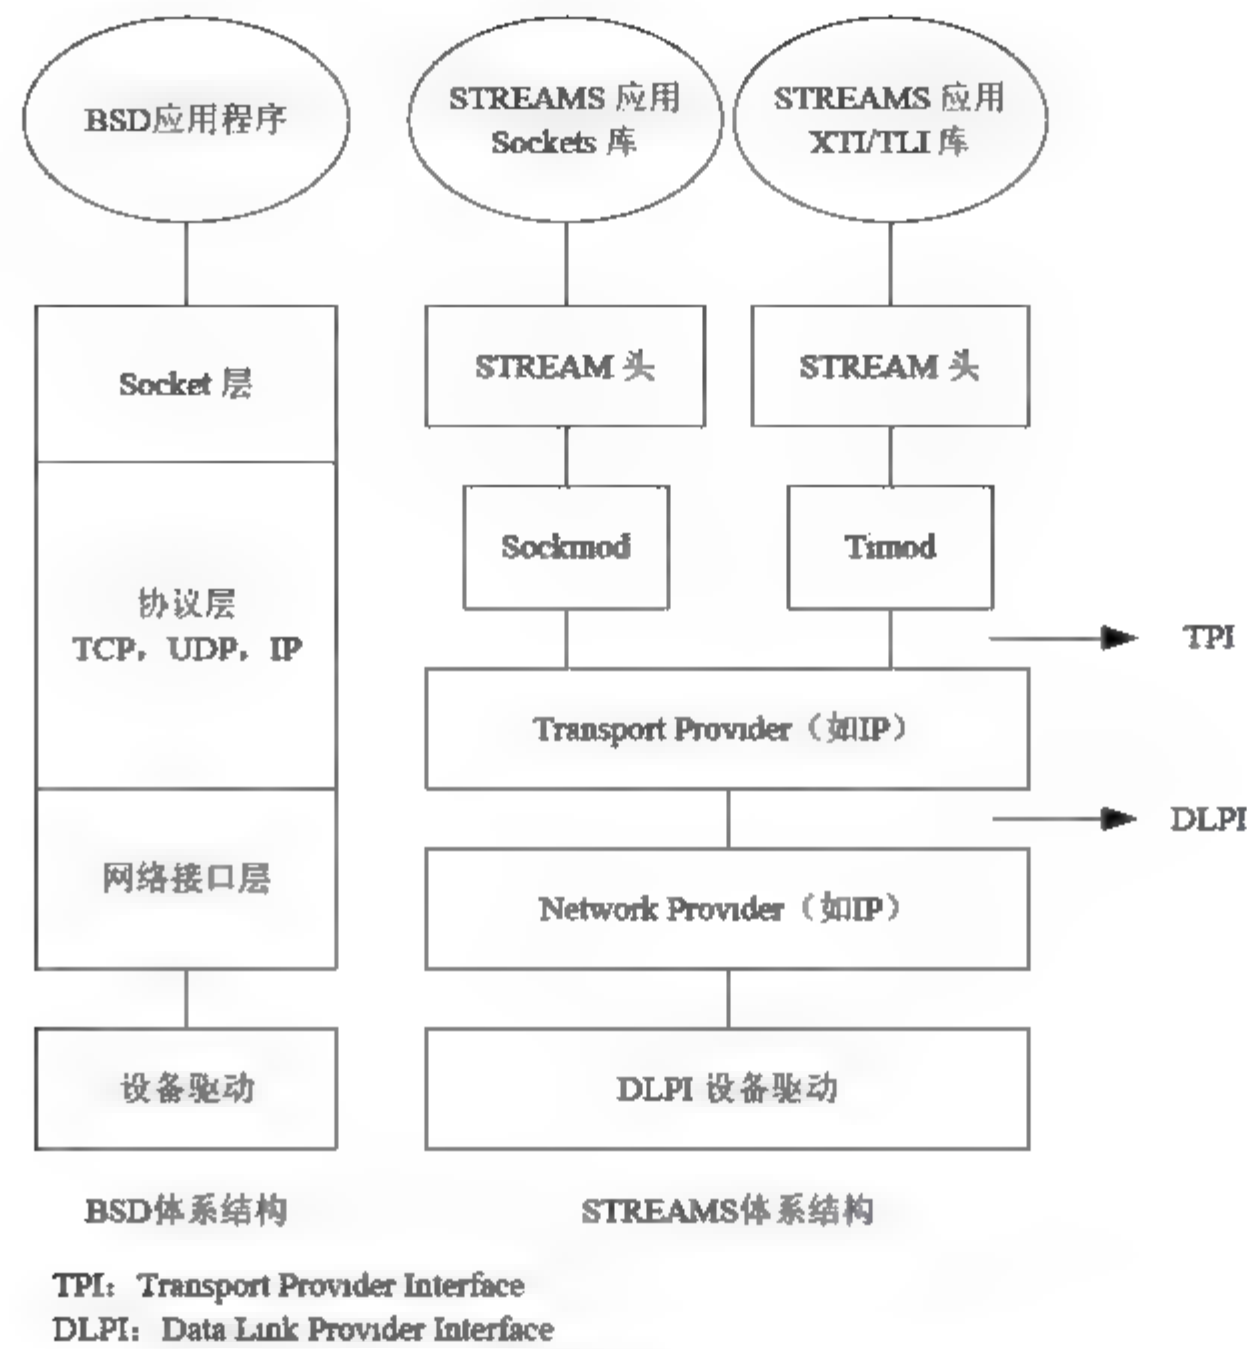 BSD应用程序
STREAMS 应用
Sockets 库
STREAMS 应用
XTI/TLI 库
Socket 层
STREAM 头
STREAM 头
Sockmod
Timod
协议层
TCP，UDP，IP
TPI
Transport Provider（如IP）
DLPI
网络接口层
Network Provider（如IP）
设备驱动
DLPI 设备驱动
BSD体系结构
STREAMS体系结构
TPI：Transport Provider Interface
DLPI：Data Link Provider Interface